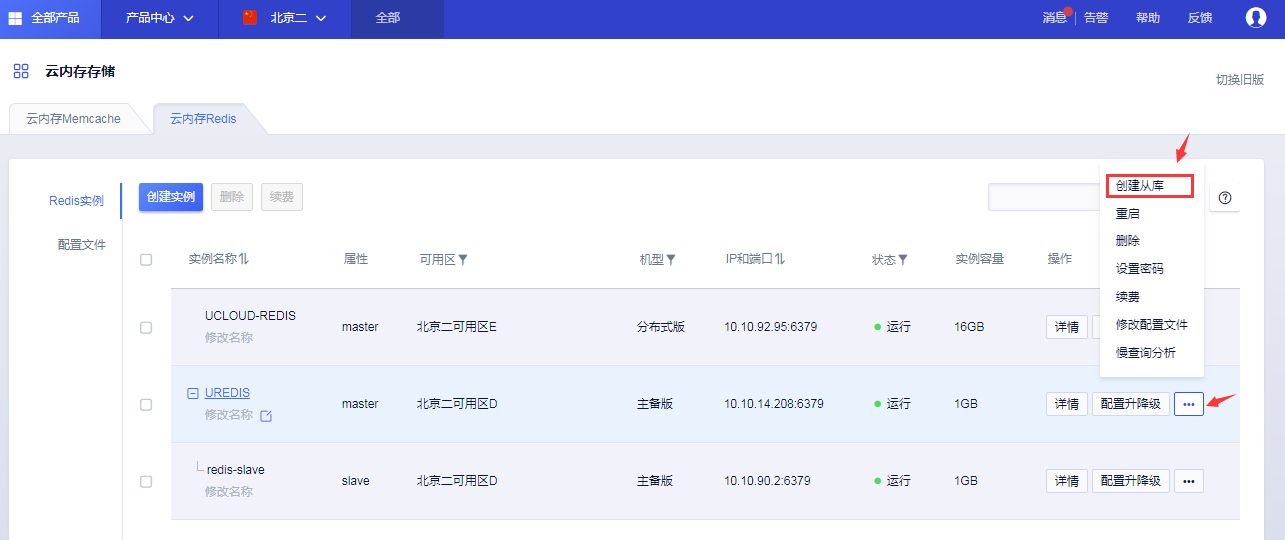 全部产品 产品中心 北京二 全部 消息 告警 帮助 反馈
云内存存储
切换旧版
云内存Memcache 云内存Redis
Redis实例 创建实例 删除 续费
配置文件
实例名称 属性 可用区 机型 IP和端口 状态 实例容量 操作
创建从库
重启
删除
设置密码
续费
修改配置文件
慢查询分析
UCLOUD-REDIS
修改名称
master 北京二可用区E 分布式版 10.10.92.95:6379 运行 16GB 详情
UREDIS
修改名称
master 北京二可用区D 主备版 10.10.14.208:6379 运行 1GB 详情 配置升降级 •••
redis-slave
修改名称
slave 北京二可用区D 主备版 10.10.90.2:6379 运行 1GB 详情 配置升降级 •••